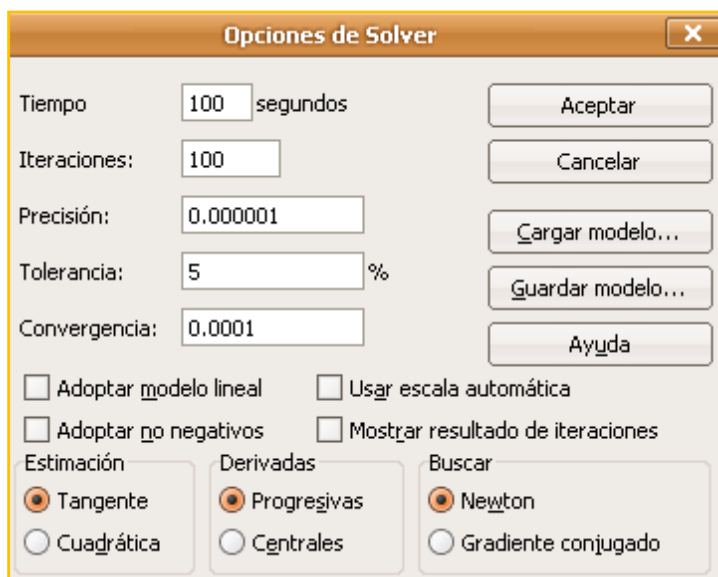 Opciones de Solver
Tiempo 100 segundos Aceptar
Iteraciones: 100 Cancelar
Precisión: 0.000001 Cargar modelo...
Tolerancia: 5 % Guardar modelo...
Convergencia: 0.0001 Ayuda
Adoptar modelo lineal Usar escala automática
Adoptar no negativos Mostrar resultado de iteraciones
Estimación Derivadas Buscar
Tangente Progresivas Newton
Cuadrática Centrales Gradiente conjugado